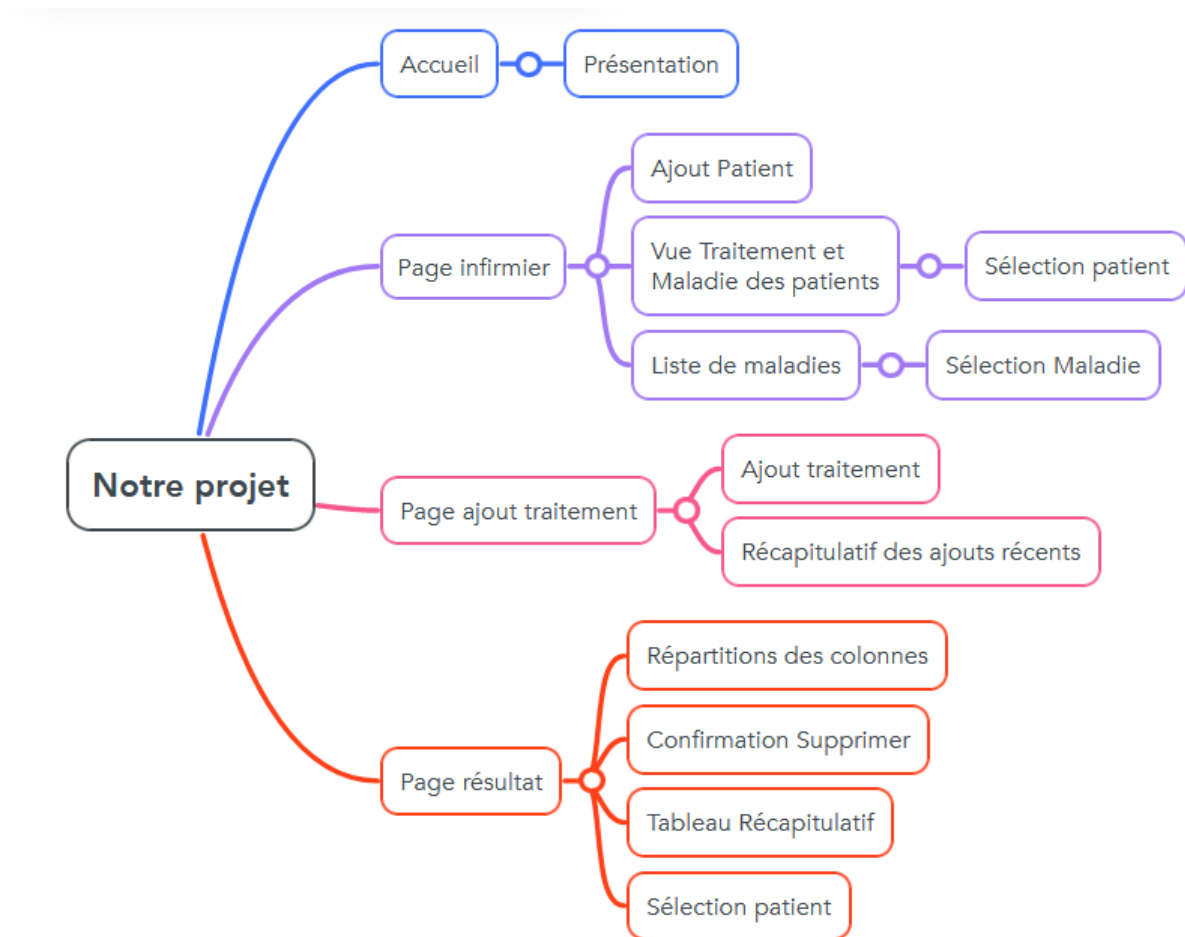 Accueil
Présentation
Ajout Patient
Page infirmier
Vue Traitement et
Maladie des patients
Sélection patient
Liste de maladies
Sélection Maladie
Notre projet
Page ajout traitement
Ajout traitement
Récapitulatif des ajouts récents
Page résultat
Répartitions des colonnes
Confirmation Supprimer
Tableau Récapitulatif
Sélection patient